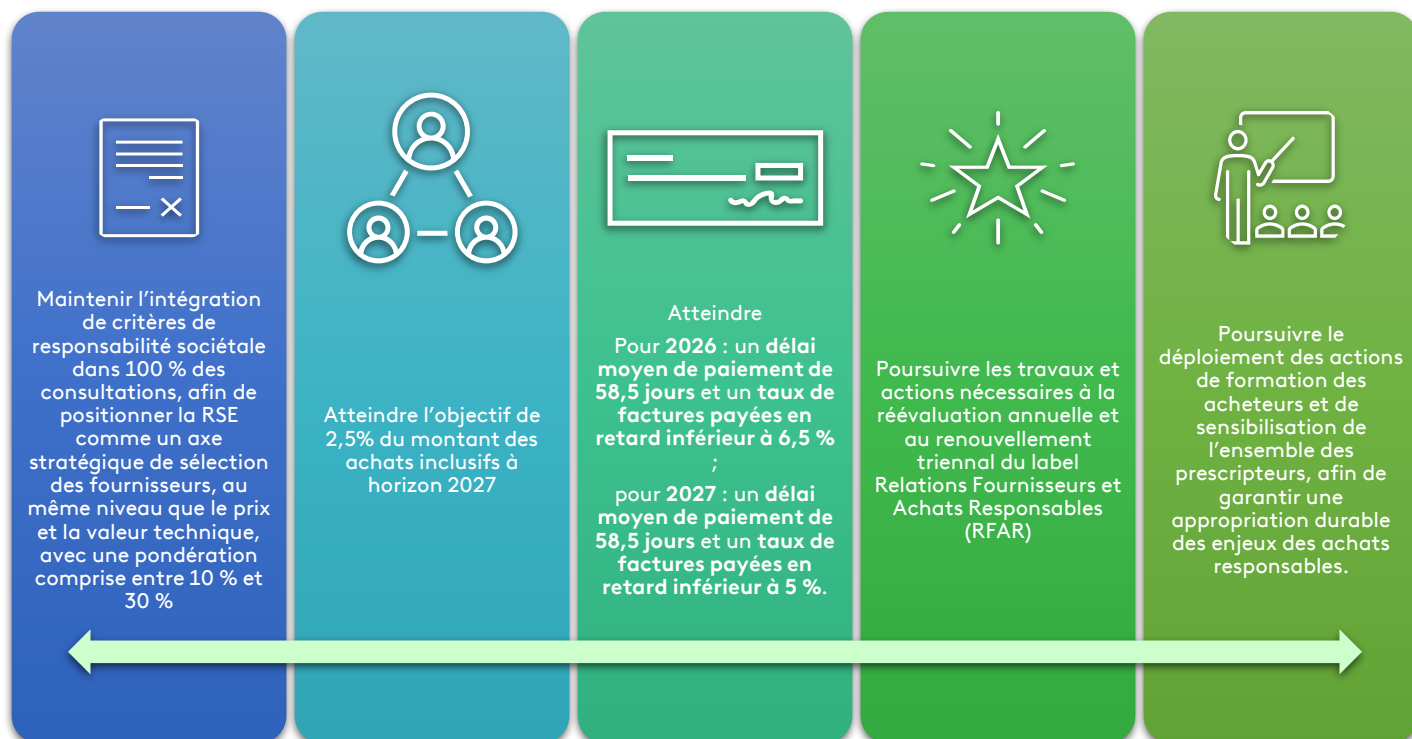 Maintenir l’intégration
de critères de
responsabilité sociétale
dans 100 % des
consultations, afin de
positionner la RSE
comme un axe
stratégique de sélection
des fournisseurs, au
même niveau que le prix
et la valeur technique,
avec une pondération
comprise entre 10 % et
30 %
Atteindre l’objectif de
2,5% du montant des
achats inclusifs à
horizon 2027
Atteindre
Pour 2026 : un délai
moyen de paiement de
58,5 jours et un taux de
factures payées en
retard inférieur à 6,5 %
;
pour 2027 : un délai
moyen de paiement de
58,5 jours et un taux de
factures payées en
retard inférieur à 5 %.
Poursuivre les travaux et
actions nécessaires à la
réévaluation annuelle et
au renouvellement
triennal du label
Relations Fournisseurs et
Achats Responsables
(RFAR)
Poursuivre le
déploiement des actions
de formation des
acheteurs et de
sensibilisation de
l’ensemble des
prescripteurs, afin de
garantir une
appropriation durable
des enjeux des achats
responsables.